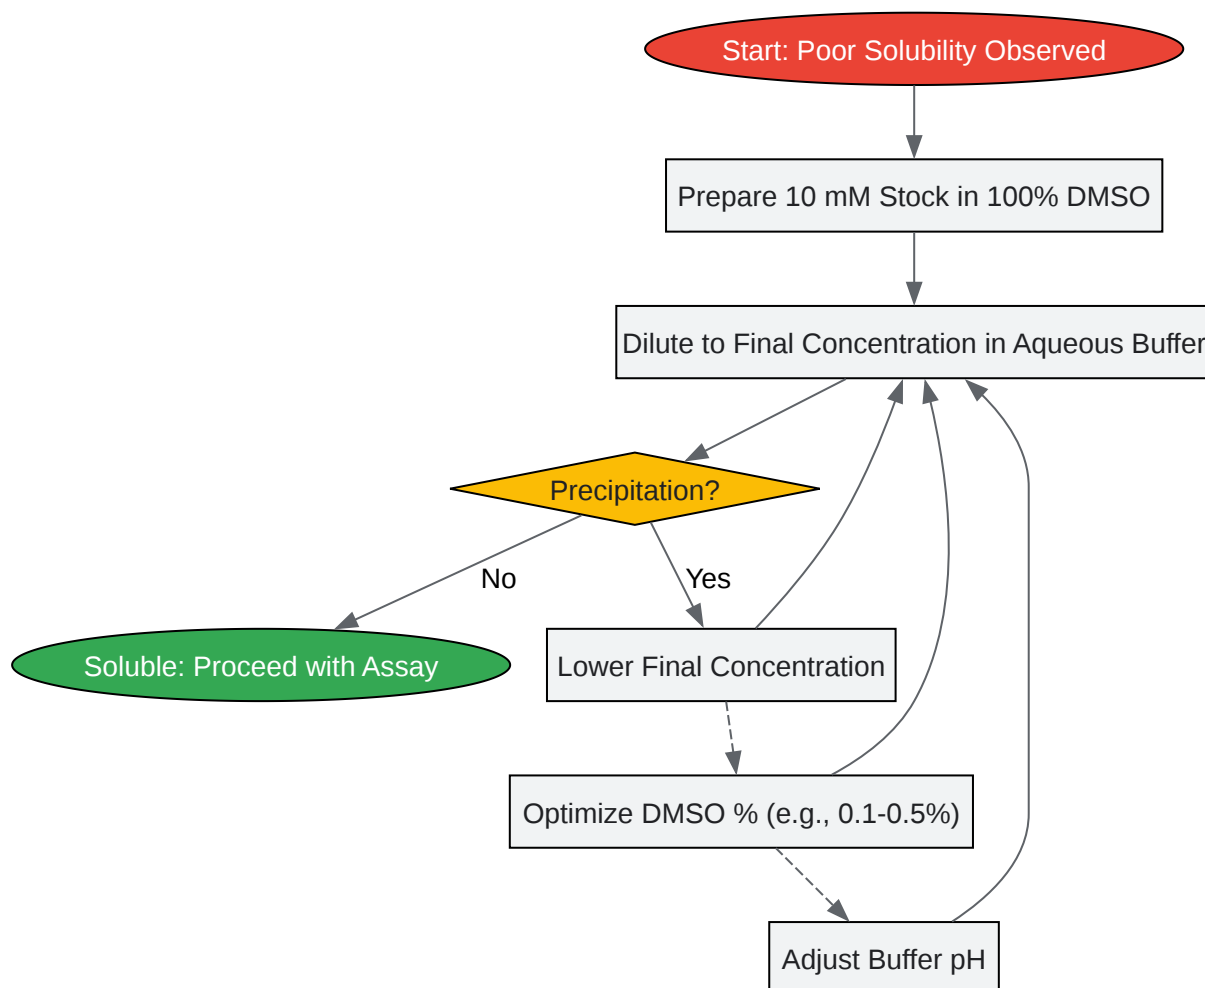 Start: Poor Solubility Observed
Prepare 10 mM Stock in 100% DMSO
Dilute to Final Concentration in Aqueous Buffer
Precipitation?
No
Yes
Soluble: Proceed with Assay
Lower Final Concentration
Optimize DMSO % (e.g., 0.1-0.5%)
Adjust Buffer pH